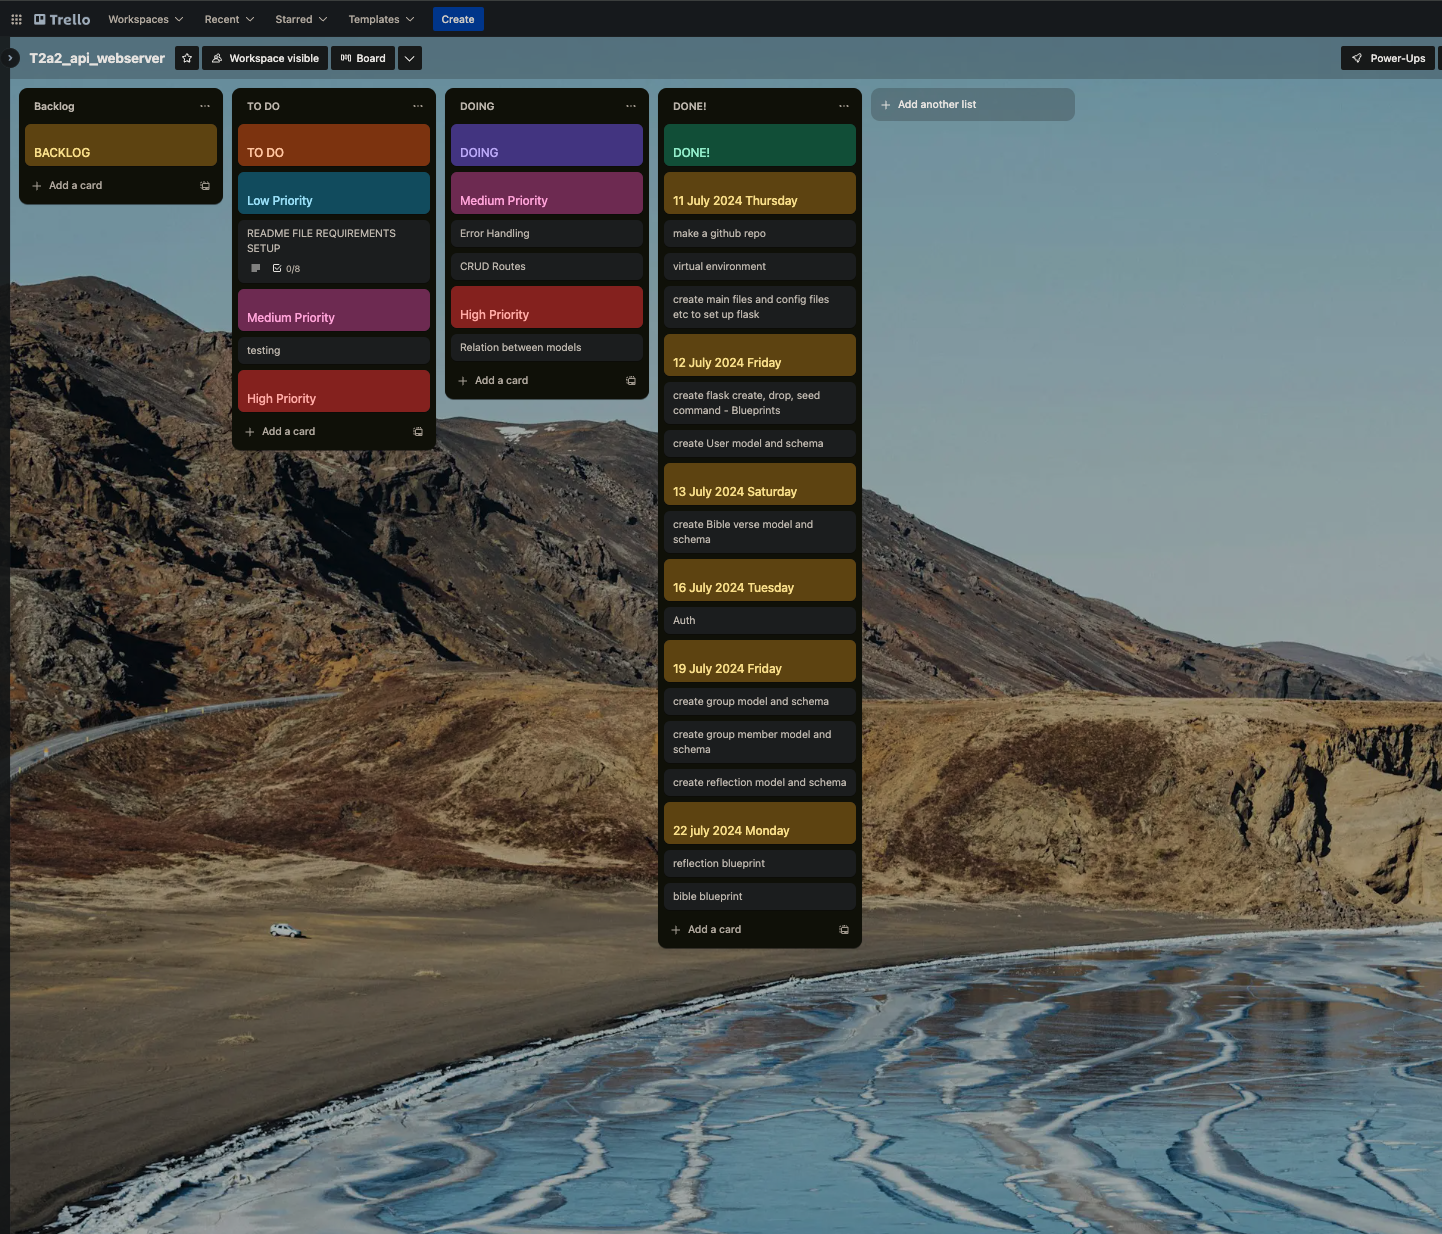 Trello
Workspaces
Recent
Starred
Templates
Create
T2a2_api_webserver
Workspace visible
Board
Power-Ups
Backlog
BACKLOG
Add a card
TO DO
TO DO
Low Priority
README FILE REQUIREMENTS
SETUP
0/8
Medium Priority
testing
High Priority
Add a card
DOING
DOING
Medium Priority
Error Handling
CRUD Routes
High Priority
Relation between models
Add a card
DONE!
DONE!
11 July 2024 Thursday
make a github repo
virtual environment
create main files and config files
etc to set up flask
12 July 2024 Friday
create flask create, drop, seed
command - Blueprints
create User model and schema
13 July 2024 Saturday
create Bible verse model and
schema
16 July 2024 Tuesday
Auth
19 July 2024 Friday
create group model and schema
create group member model and
schema
create reflection model and schema
22 july 2024 Monday
reflection blueprint
bible blueprint
Add a card
Add another list